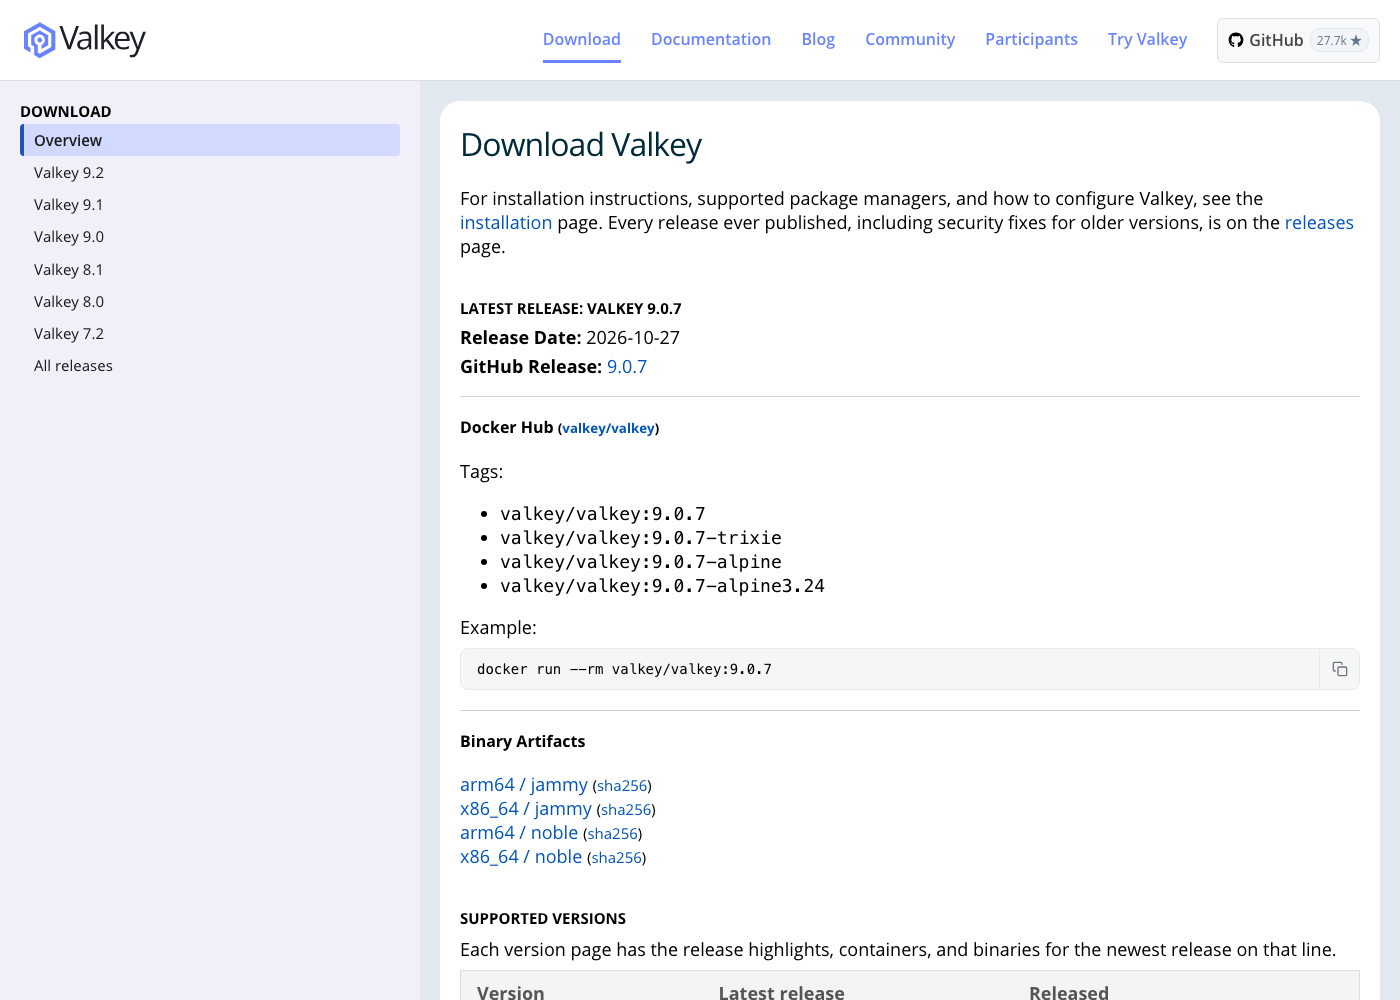 Valkey
Download
Documentation
Blog
Community
Participants
Try Valkey
GitHub 27.7k ★
DOWNLOAD
Overview
Valkey 9.2
Valkey 9.1
Valkey 9.0
Valkey 8.1
Valkey 8.0
Valkey 7.2
All releases
Download Valkey
For installation instructions, supported package managers, and how to configure Valkey, see the
installation page. Every release ever published, including security fixes for older versions, is on the releases
page.
LATEST RELEASE: VALKEY 9.0.7
Release Date: 2026-10-27
GitHub Release: 9.0.7
Docker Hub (valkey/valkey)
Tags:
• valkey/valkey:9.0.7
• valkey/valkey:9.0.7-trixie
• valkey/valkey:9.0.7-alpine
• valkey/valkey:9.0.7-alpine3.24
Example:
docker run --rm valkey/valkey:9.0.7
Binary Artifacts
arm64 / jammy (sha256)
x86_64 / jammy (sha256)
arm64 / noble (sha256)
x86_64 / noble (sha256)
SUPPORTED VERSIONS
Each version page has the release highlights, containers, and binaries for the newest release on that line.
Version Latest release Released